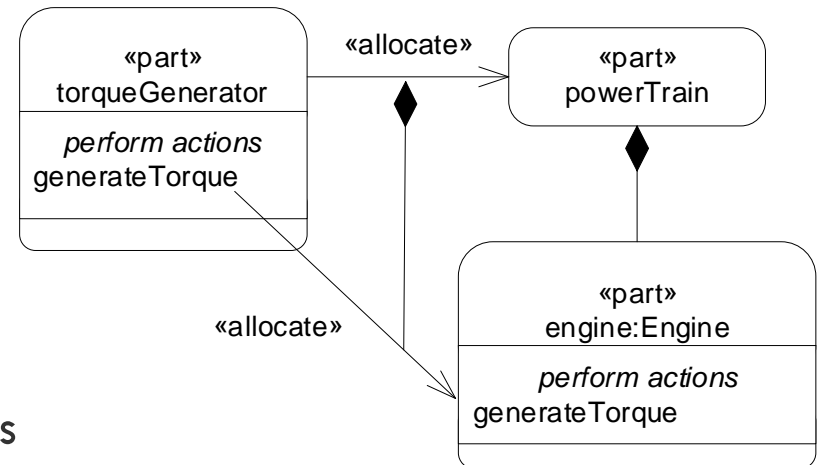 «part»
torqueGenerator
perform actions
generateTorque
«allocate»
«part»
powerTrain
«allocate»
«part»
engine:Engine
perform actions
generateTorque
s